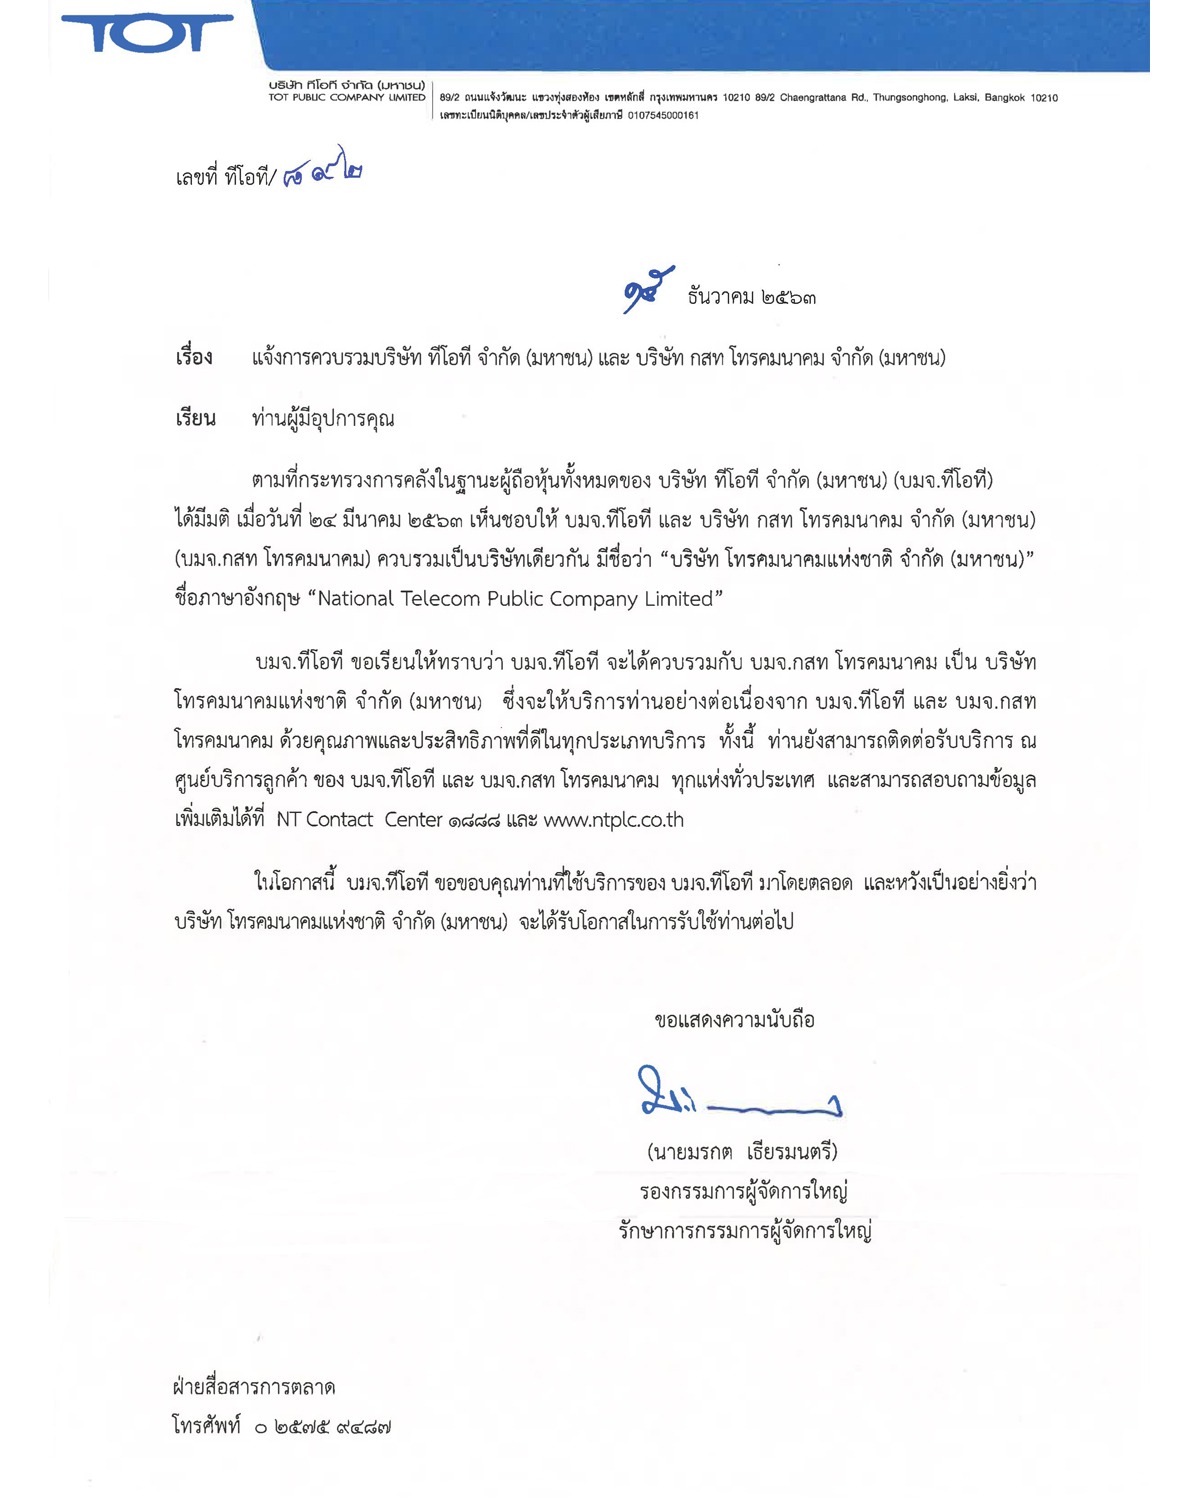 TOT
บริษัท ทีโอที จำกัด (มหาชน)
TOT PUBLIC COMPANY LIMITED
89/2 ถนนแจ้งวัฒนะ แขวงทุ่งสองห้อง เขตหลักสี่ กรุงเทพมหานคร 10210 89/2 Chaengrattana Rd., Thungsonghong, Laksi, Bangkok 10210
เลขทะเบียนนิติบุคคล/เลขประจำตัวผู้เสียภาษี 0107545000161
เลขที่ ทีโอที/๘๙๒
๑๕ ธันวาคม ๒๕๖๓
เรื่อง แจ้งการควบรวมบริษัท ทีโอที จำกัด (มหาชน) และ บริษัท กสท โทรคมนาคม จำกัด (มหาชน)
เรียน ท่านผู้มีอุปการคุณ
ตามที่กระทรวงการคลังในฐานะผู้ถือหุ้นทั้งหมดของ บริษัท ทีโอที จำกัด (มหาชน) (บมจ.ทีโอที)
ได้มีมติ เมื่อวันที่ ๒๔ มีนาคม ๒๕๖๓ เห็นชอบให้ บมจ.ทีโอที และ บริษัท กสท โทรคมนาคม จำกัด (มหาชน)
(บมจ.กสท โทรคมนาคม) ควบรวมเป็นบริษัทเดียวกัน มีชื่อว่า “บริษัท โทรคมนาคมแห่งชาติ จำกัด (มหาชน)”
ชื่อภาษาอังกฤษ “National Telecom Public Company Limited”
บมจ.ทีโอที ขอเรียนให้ทราบว่า บมจ.ทีโอที จะได้ควบรวมกับ บมจ.กสท โทรคมนาคม เป็น บริษัท
โทรคมนาคมแห่งชาติ จำกัด (มหาชน) ซึ่งจะให้บริการท่านอย่างต่อเนื่องจาก บมจ.ทีโอที และ บมจ.กสท
โทรคมนาคม ด้วยคุณภาพและประสิทธิภาพที่ดีในทุกประเภทบริการ ทั้งนี้ ท่านยังสามารถติดต่อรับบริการ ณ
ศูนย์บริการลูกค้า ของ บมจ.ทีโอที และ บมจ.กสท โทรคมนาคม ทุกแห่งทั่วประเทศ และสามารถสอบถามข้อมูล
เพิ่มเติมได้ที่ NT Contact Center ๑๘๘๘ และ www.ntplc.co.th
ในโอกาสนี้ บมจ.ทีโอที ขอขอบคุณท่านที่ใช้บริการของ บมจ.ทีโอที มาโดยตลอด และหวังเป็นอย่างยิ่งว่า
บริษัท โทรคมนาคมแห่งชาติ จำกัด (มหาชน) จะได้รับโอกาสในการรับใช้ท่านต่อไป
ขอแสดงความนับถือ
(นายมรกต เธียรมนตรี)
รองกรรมการผู้จัดการใหญ่
รักษาการกรรมการผู้จัดการใหญ่
ฝ่ายสื่อสารการตลาด
โทรศัพท์ ๐ ๒๕๗๕ ๙๔๘๗